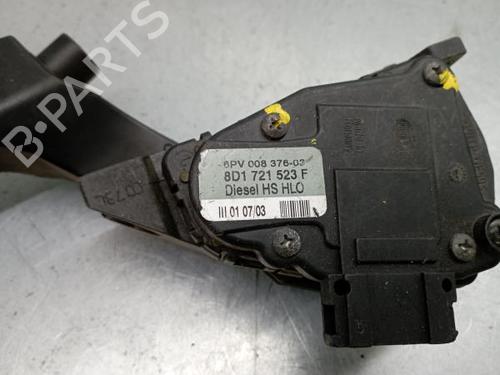 B-PARTS
6PV 008 376-03
8D1 721 523 F
Diesel HS HLO
III 01 07/03